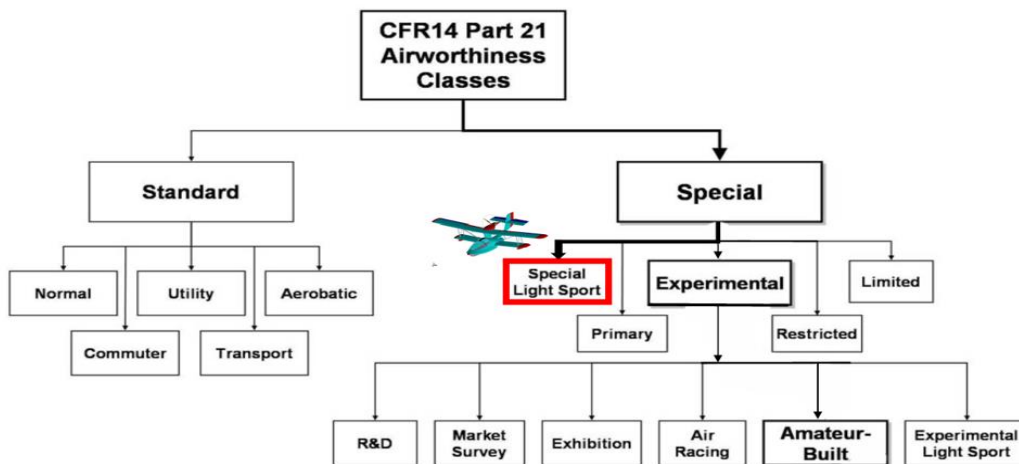 CFR14 Part 21
Airworthiness
Classes
Standard
Special
Normal
Utility
Aerobatic
Commuter
Transport
Special
Light Sport
Experimental
Limited
Primary
Restricted
R&D
Market
Survey
Exhibition
Air
Racing
Amateur-
Built
Experimental
Light Sport